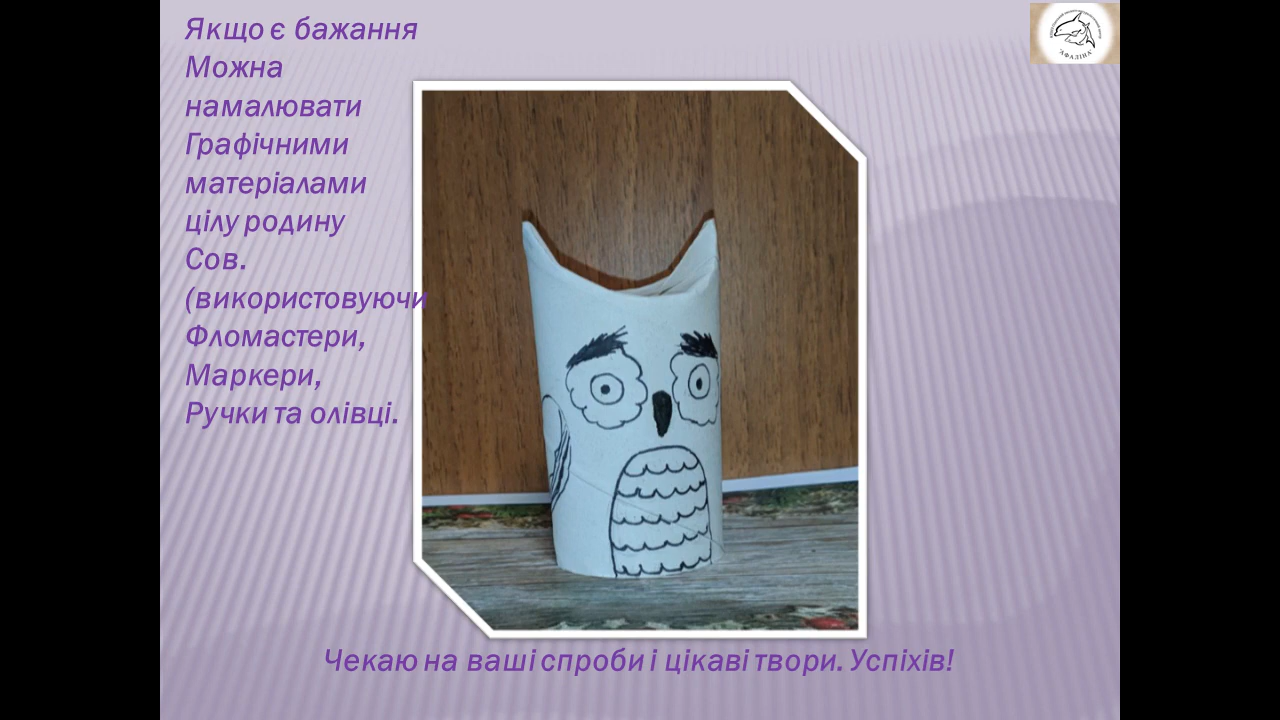 Якщо є бажання
Можна
намалювати
Графічними
матеріалами
цілу родину
Сов.
(використовуючи
Фломастери,
Маркери,
Ручки та олівці.
"АФАЛІНА"
Чекаю на ваші спроби і цікаві твори. Успіхів!